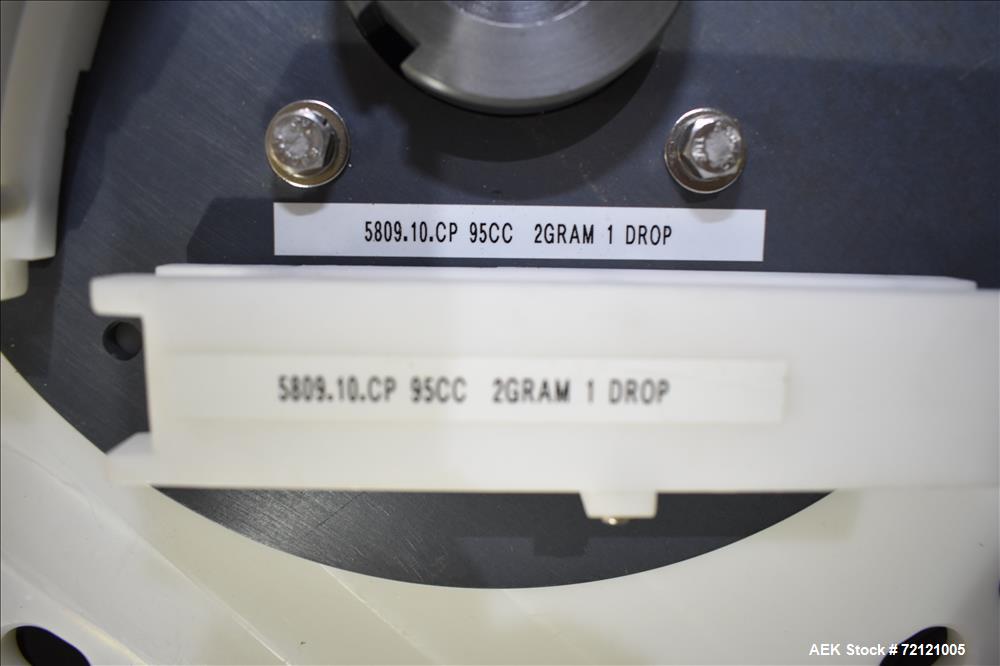 5809.10.CP 95CC 2GRAM 1 DROP
5809.10.CP 95CC 2GRAM 1 DROP
AEK Stock # 72121005